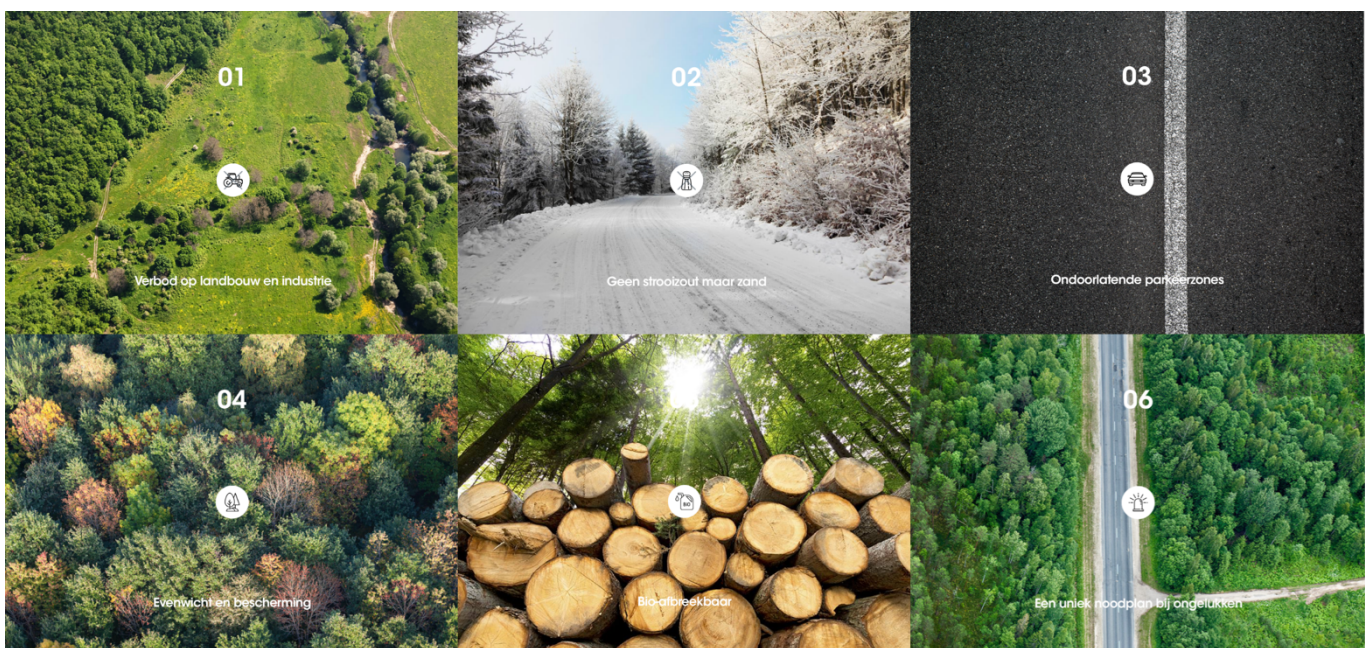 01
02
03
Verbod op landbouw en industrie
Geen strooizout maar zand
Ondoorlatende parkeerzones
04
06
BIO
Evenwicht en bescherming
Bio-afbreekbaar
Een uniek noodplan bij ongelukken